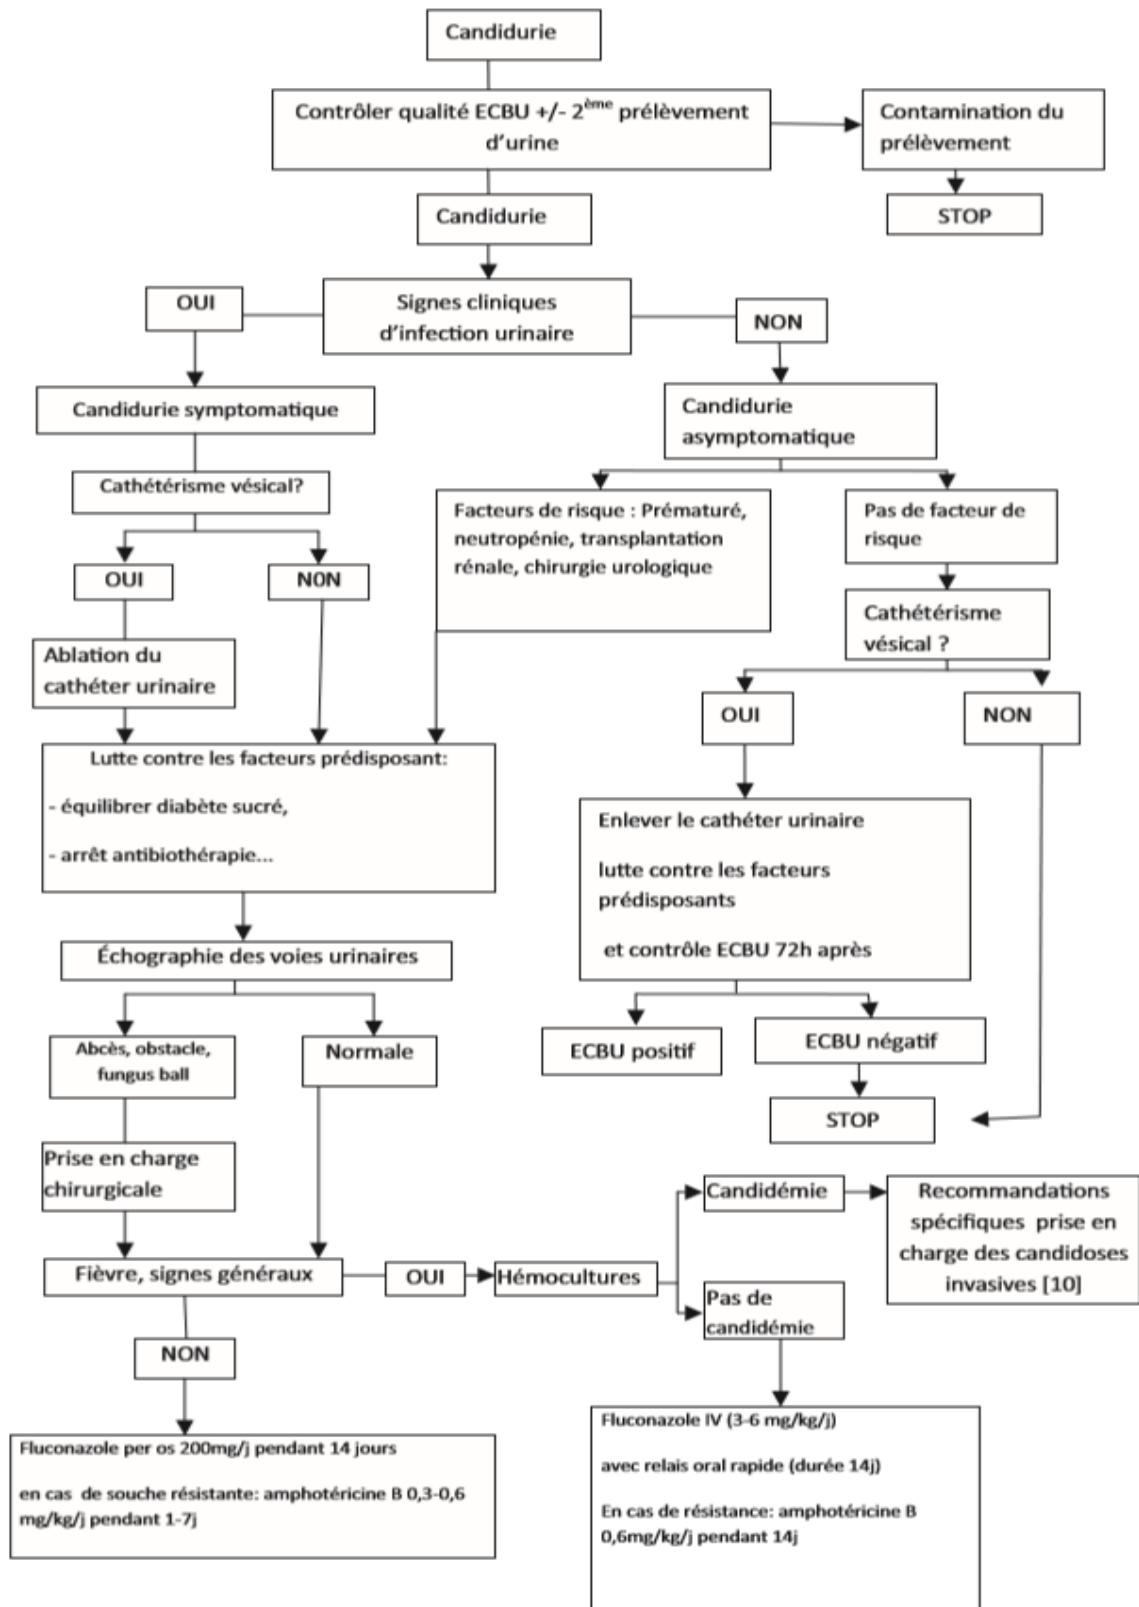 Candidurie
Contrôler qualité ECBU +/- 2ème prélèvement
d'urine
Contamination du
prélèvement
STOP
Candidurie
Signes cliniques
d'infection urinaire
OUI
NON
Candidurie symptomatique
Candidurie
asymptomatique
Cathétérisme vésical?
OUI
N0N
Ablation du
cathéter urinaire
Facteurs de risque : Prématuré,
neutropénie, transplantation
rénale, chirurgie urologique
Pas de facteur de
risque
Cathétérisme
vésical ?
OUI
NON
Lutte contre les facteurs prédisposant:
- équilibrer diabète sucré,
- arrêt antibiothérapie...
Enlever le cathéter urinaire
lutte contre les facteurs
prédisposants
et contrôle ECBU 72h après
Échographie des voies urinaires
Abcès, obstacle,
fungus ball
Normale
ECBU positif
ECBU négatif
STOP
Prise en charge
chirurgicale
Fièvre, signes généraux
OUI
Hémocultures
Candidémie
Recommandations
spécifiques prise en
charge des candidoses
invasives [10]
Pas de
candidémie
NON
Fluconazole per os 200mg/j pendant 14 jours
en cas de souche résistante: amphotéricine B 0,3-0,6
mg/kg/j pendant 1-7j
Fluconazole IV (3-6 mg/kg/j)
avec relais oral rapide (durée 14j)
En cas de résistance: amphotéricine B
0,6mg/kg/j pendant 14j